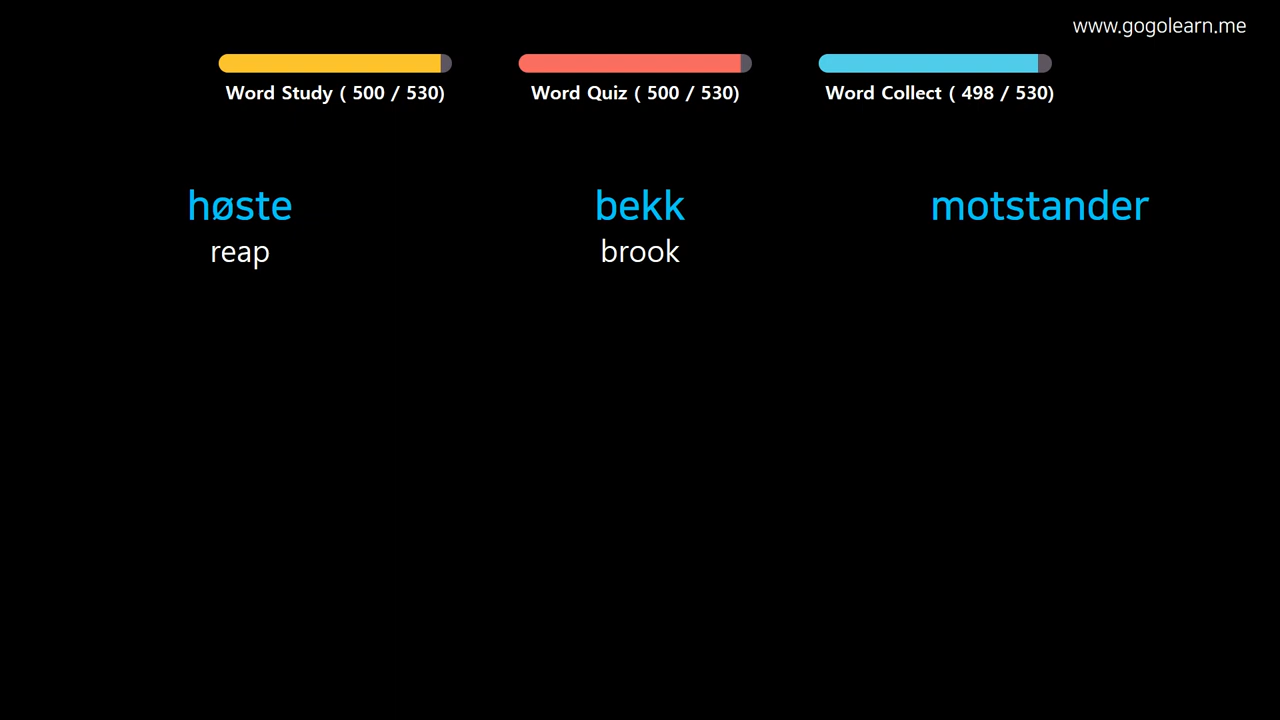 www.gogolearn.me
Word Study ( 500 / 530)
Word Quiz ( 500 / 530)
Word Collect ( 498 / 530)
høste
reap
bekk
brook
motstander